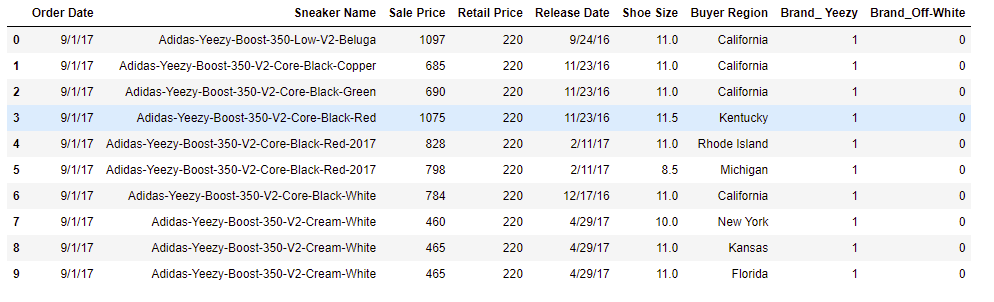 Order Date Sneaker Name Sale Price Retail Price Release Date Shoe Size Buyer Region Brand_ Yeezy Brand_Off-White
0 9/1/17 Adidas-Yeezy-Boost-350-Low-V2-Beluga 1097 220 9/24/16 11.0 California 1 0
1 9/1/17 Adidas-Yeezy-Boost-350-V2-Core-Black-Copper 685 220 11/23/16 11.0 California 1 0
2 9/1/17 Adidas-Yeezy-Boost-350-V2-Core-Black-Green 690 220 11/23/16 11.0 California 1 0
3 9/1/17 Adidas-Yeezy-Boost-350-V2-Core-Black-Red 1075 220 11/23/16 11.5 Kentucky 1 0
4 9/1/17 Adidas-Yeezy-Boost-350-V2-Core-Black-Red-2017 828 220 2/11/17 11.0 Rhode Island 1 0
5 9/1/17 Adidas-Yeezy-Boost-350-V2-Core-Black-Red-2017 798 220 2/11/17 8.5 Michigan 1 0
6 9/1/17 Adidas-Yeezy-Boost-350-V2-Core-Black-White 784 220 12/17/16 11.0 California 1 0
7 9/1/17 Adidas-Yeezy-Boost-350-V2-Cream-White 460 220 4/29/17 10.0 New York 1 0
8 9/1/17 Adidas-Yeezy-Boost-350-V2-Cream-White 465 220 4/29/17 11.0 Kansas 1 0
9 9/1/17 Adidas-Yeezy-Boost-350-V2-Cream-White 465 220 4/29/17 11.0 Florida 1 0